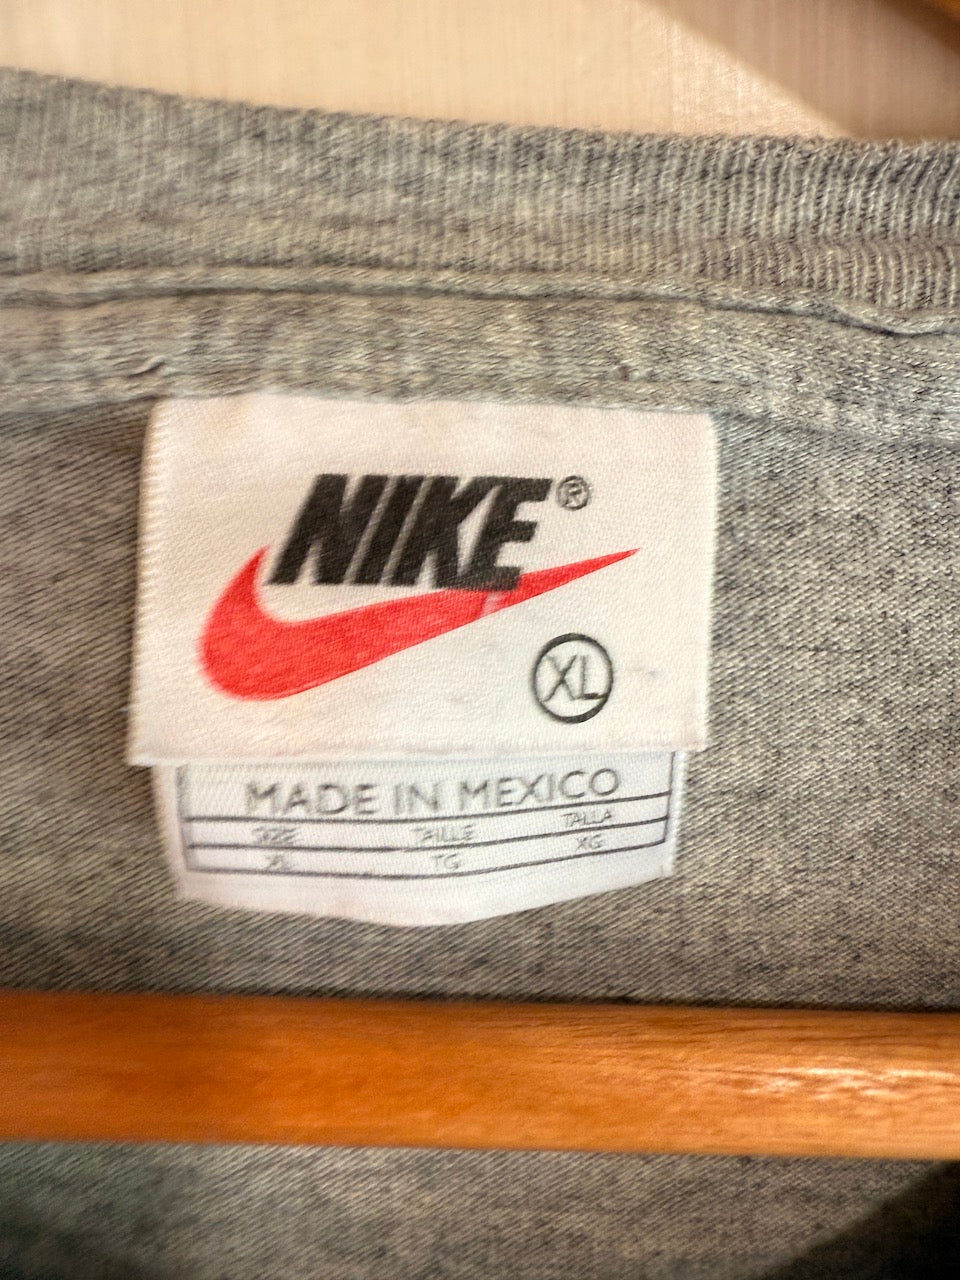 NIKE®
XL
MADE IN MEXICO
SIZE TAILLE TALLA
XL TG XG